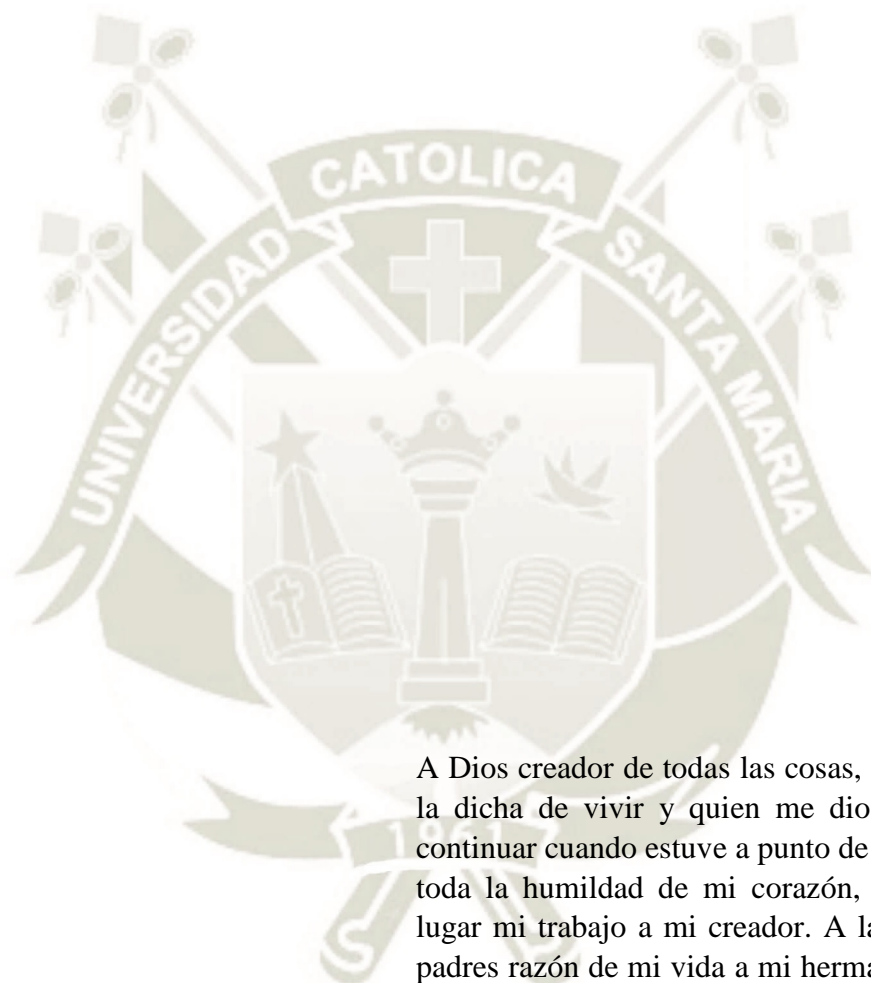 CATOLICA
UNIVERSIDAD
SANTA MARIA
A Dios creador de todas las cosas,
la dicha de vivir y quien me dio
continuar cuando estuve a punto de
toda la humildad de mi corazón,
lugar mi trabajo a mi creador. A la
padres razón de mi vida a mi herma
1961